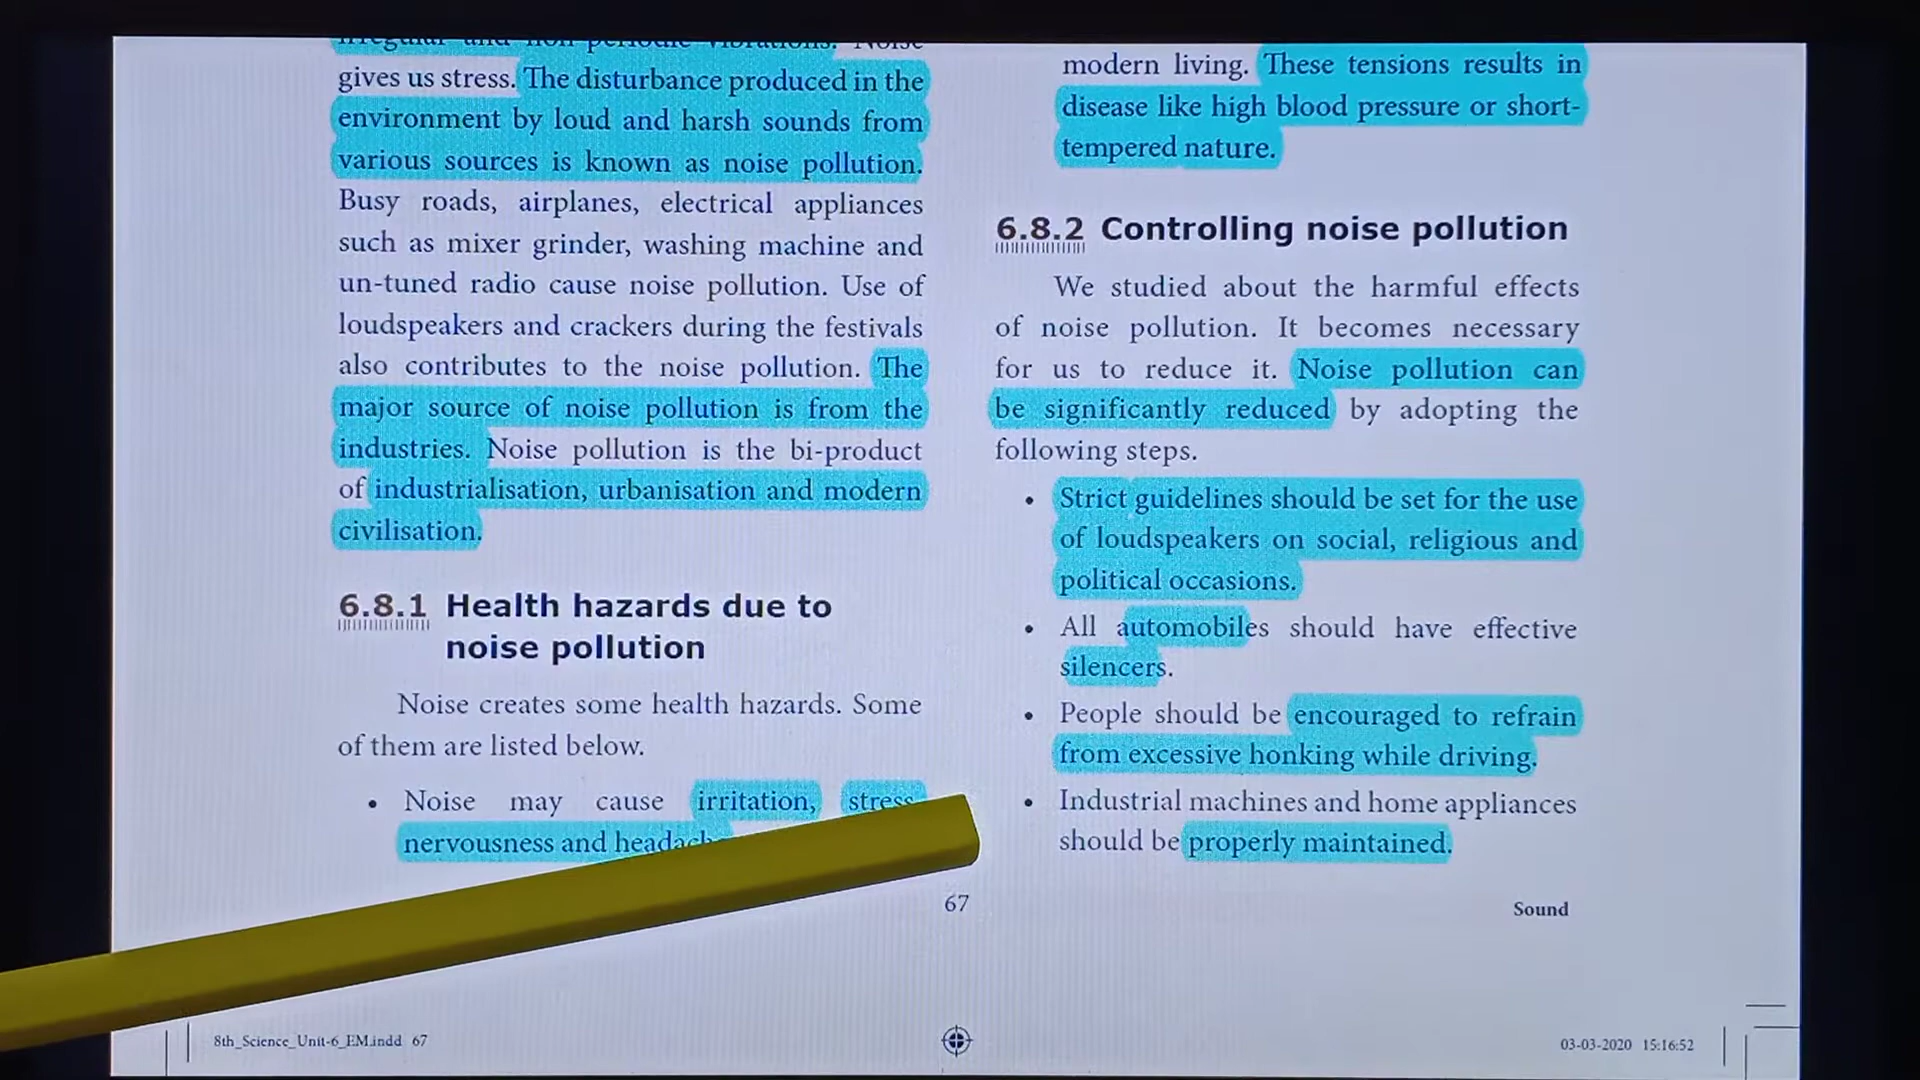 irregular and non-periodic vibrations. Noise
gives us stress. The disturbance produced in the
environment by loud and harsh sounds from
various sources is known as noise pollution.
Busy roads, airplanes, electrical appliances
such as mixer grinder, washing machine and
un-tuned radio cause noise pollution. Use of
loudspeakers and crackers during the festivals
also contributes to the noise pollution. The
major source of noise pollution is from the
industries. Noise pollution is the bi-product
of industrialisation, urbanisation and modern
civilisation.
6.8.1 Health hazards due to
noise pollution
Noise creates some health hazards. Some
of them are listed below.
• Noise may cause irritation, stress
nervousness and headach
modern living. These tensions results in
disease like high blood pressure or short-
tempered nature.
6.8.2 Controlling noise pollution
We studied about the harmful effects
of noise pollution. It becomes necessary
for us to reduce it. Noise pollution can
be significantly reduced by adopting the
following steps.
• Strict guidelines should be set for the use
of loudspeakers on social, religious and
political occasions.
• All automobiles should have effective
silencers.
• People should be encouraged to refrain
from excessive honking while driving.
• Industrial machines and home appliances
should be properly maintained.
67
Sound
8th_Science_Unit-6_EM.indd 67
03-03-2020 15:16:52